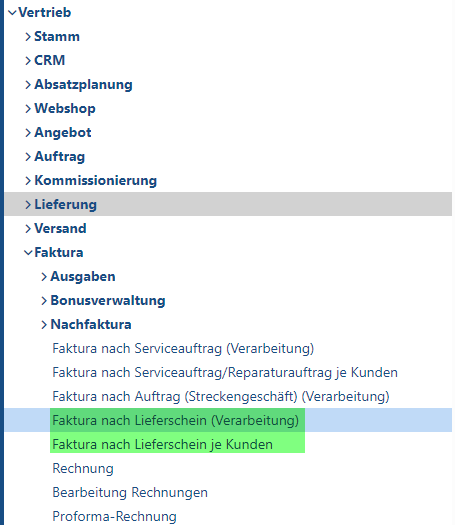 Vertrieb
Stamm
CRM
Absatzplanung
Webshop
Angebot
Auftrag
Kommissionierung
Lieferung
Versand
Faktura
Ausgaben
Bonusverwaltung
Nachfaktura
Faktura nach Serviceauftrag (Verarbeitung)
Faktura nach Serviceauftrag/Reparaturauftrag je Kunden
Faktura nach Auftrag (Streckengeschäft) (Verarbeitung)
Faktura nach Lieferschein (Verarbeitung)
Faktura nach Lieferschein je Kunden
Rechnung
Bearbeitung Rechnungen
Proforma-Rechnung